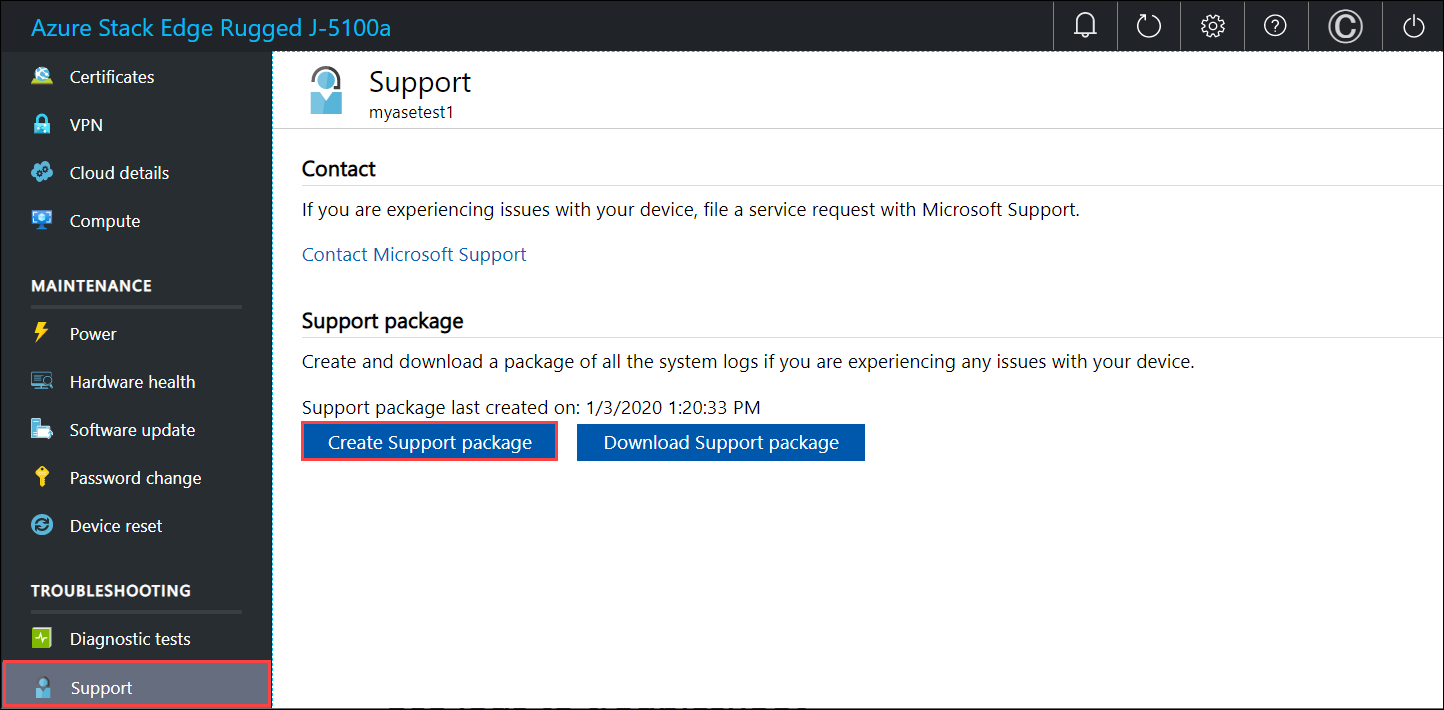 Azure Stack Edge Rugged J-5100a
Certificates
VPN
Cloud details
Compute
MAINTENANCE
Power
Hardware health
Software update
Password change
Device reset
TROUBLESHOOTING
Diagnostic tests
Support
Support
myasetest1
Contact
If you are experiencing issues with your device, file a service request with Microsoft Support.
Contact Microsoft Support
Support package
Create and download a package of all the system logs if you are experiencing any issues with your device.
Support package last created on: 1/3/2020 1:20:33 PM
Create Support package
Download Support package